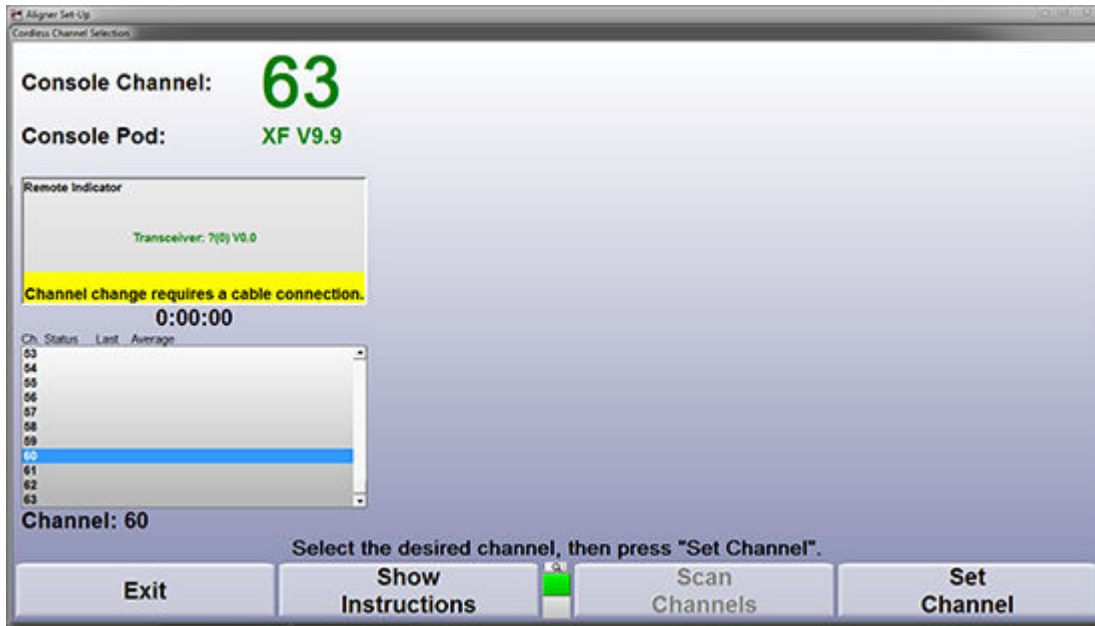 Aligner Set-Up
Cordless Channel Selection
Console Channel: 63
Console Pod: XF V9.9
Remote Indicator
Transceiver: ?(0) V0.0
Channel change requires a cable connection.
0:00:00
Ch. Status Last Average
53
54
55
56
57
58
59
60
61
62
63
Channel: 60
Select the desired channel, then press "Set Channel".
Exit
Show
Instructions
Scan
Channels
Set
Channel